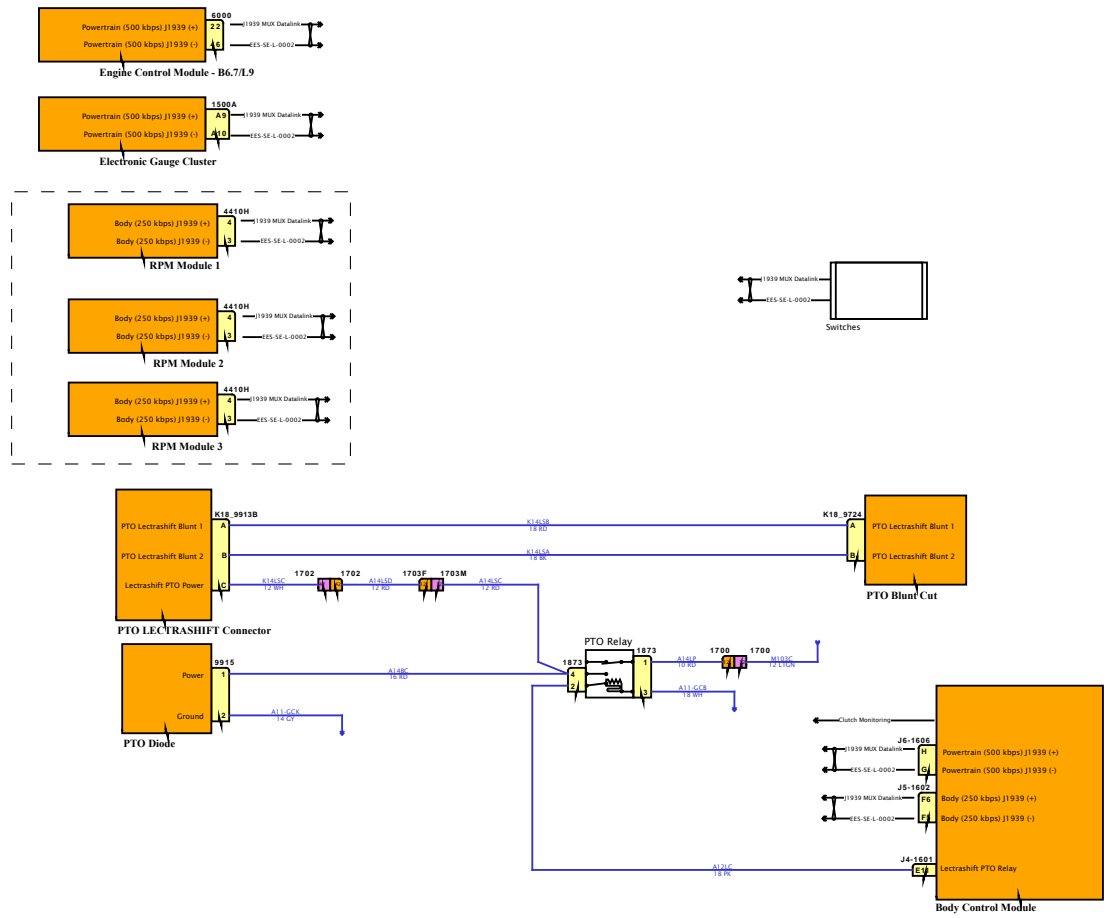 6000
Powertrain (500 kbps) J1939 (+)
22
J1939 MUX Datalink
Powertrain (500 kbps) J1939 (-)
46
EES-SE-L-0002
Engine Control Module - B6.7/L9
1500A
Powertrain (500 kbps) J1939 (+)
A9
J1939 MUX Datalink
Powertrain (500 kbps) J1939 (-)
A10
EES-SE-L-0002
Electronic Gauge Cluster
4410H
Body (250 kbps) J1939 (+)
4
J1939 MUX Datalink
Body (250 kbps) J1939 (-)
3
EES-SE-L-0002
RPM Module 1
J1939 MUX Datalink
EES-SE-L-0002
Switches
4410H
Body (250 kbps) J1939 (+)
4
J1939 MUX Datalink
Body (250 kbps) J1939 (-)
3
EES-SE-L-0002
RPM Module 2
4410H
Body (250 kbps) J1939 (+)
4
J1939 MUX Datalink
Body (250 kbps) J1939 (-)
3
EES-SE-L-0002
RPM Module 3
K18_9913B
K18_9724
PTO Lectrashift Blunt 1
A
K14LSB
18 RD
A
PTO Lectrashift Blunt 1
PTO Lectrashift Blunt 2
B
K14LSA
18 BK
B
PTO Lectrashift Blunt 2
Lectrashift PTO Power
C
K14LSC
12 WH
1702
1702
A14LSD
12 RD
1703F
1703M
A14LSC
12 RD
PTO Blunt Cut
PTO LECTRASHIFT Connector
PTO Relay
9915
Power
1
A14BC
16 RD
Ground
2
A11-GCK
14 GY
PTO Diode
1873
4
2
1873
1
3
A14LP
10 RD
1700
1700
M103C
12 LTGN
A11-GCB
18 WH
Clutch Monitoring
J6-1606
J1939 MUX Datalink
H
Powertrain (500 kbps) J1939 (+)
EES-SE-L-0002
G
Powertrain (500 kbps) J1939 (-)
J5-1602
J1939 MUX Datalink
F6
Body (250 kbps) J1939 (+)
EES-SE-L-0002
Body (250 kbps) J1939 (-)
J4-1601
A12LC
18 PK
Lectrashift PTO Relay
Body Control Module